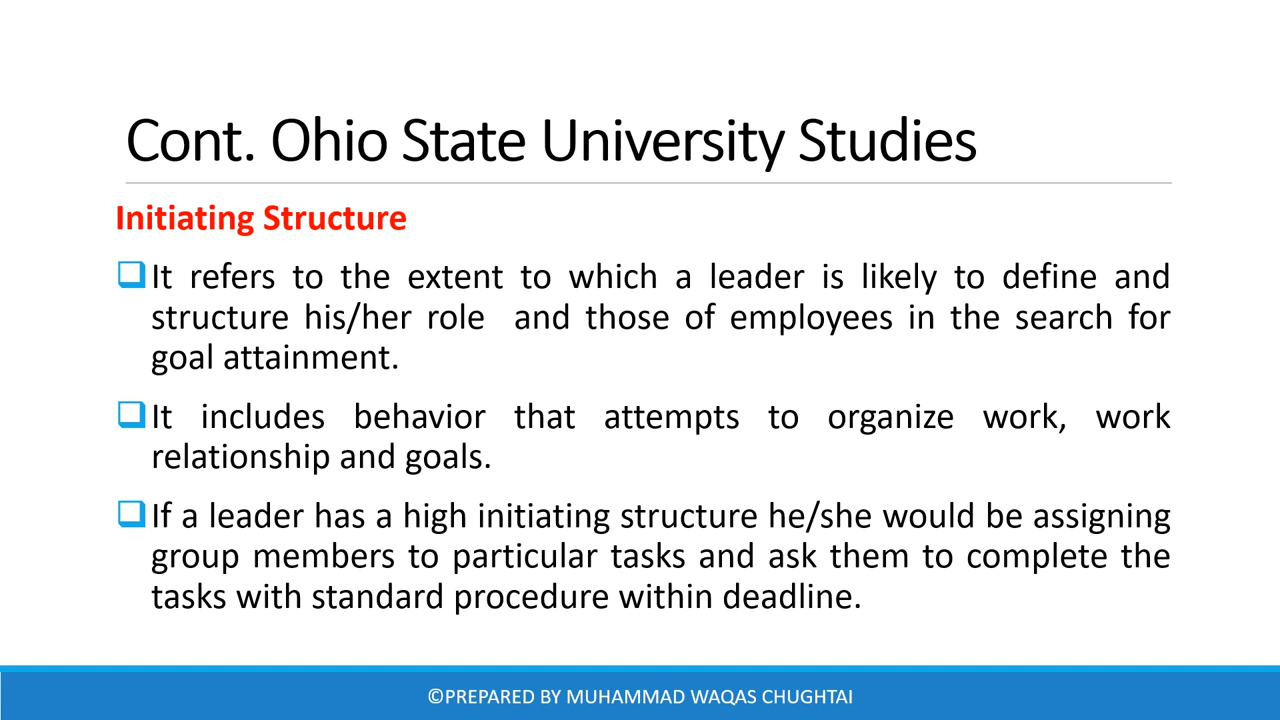 Cont. Ohio State University Studies
Initiating Structure
It refers to the extent to which a leader is likely to define and
structure his/her role and those of employees in the search for
goal attainment.
It includes behavior that attempts to organize work, work
relationship and goals.
If a leader has a high initiating structure he/she would be assigning
group members to particular tasks and ask them to complete the
tasks with standard procedure within deadline.
©PREPARED BY MUHAMMAD WAQAS CHUGHTAI